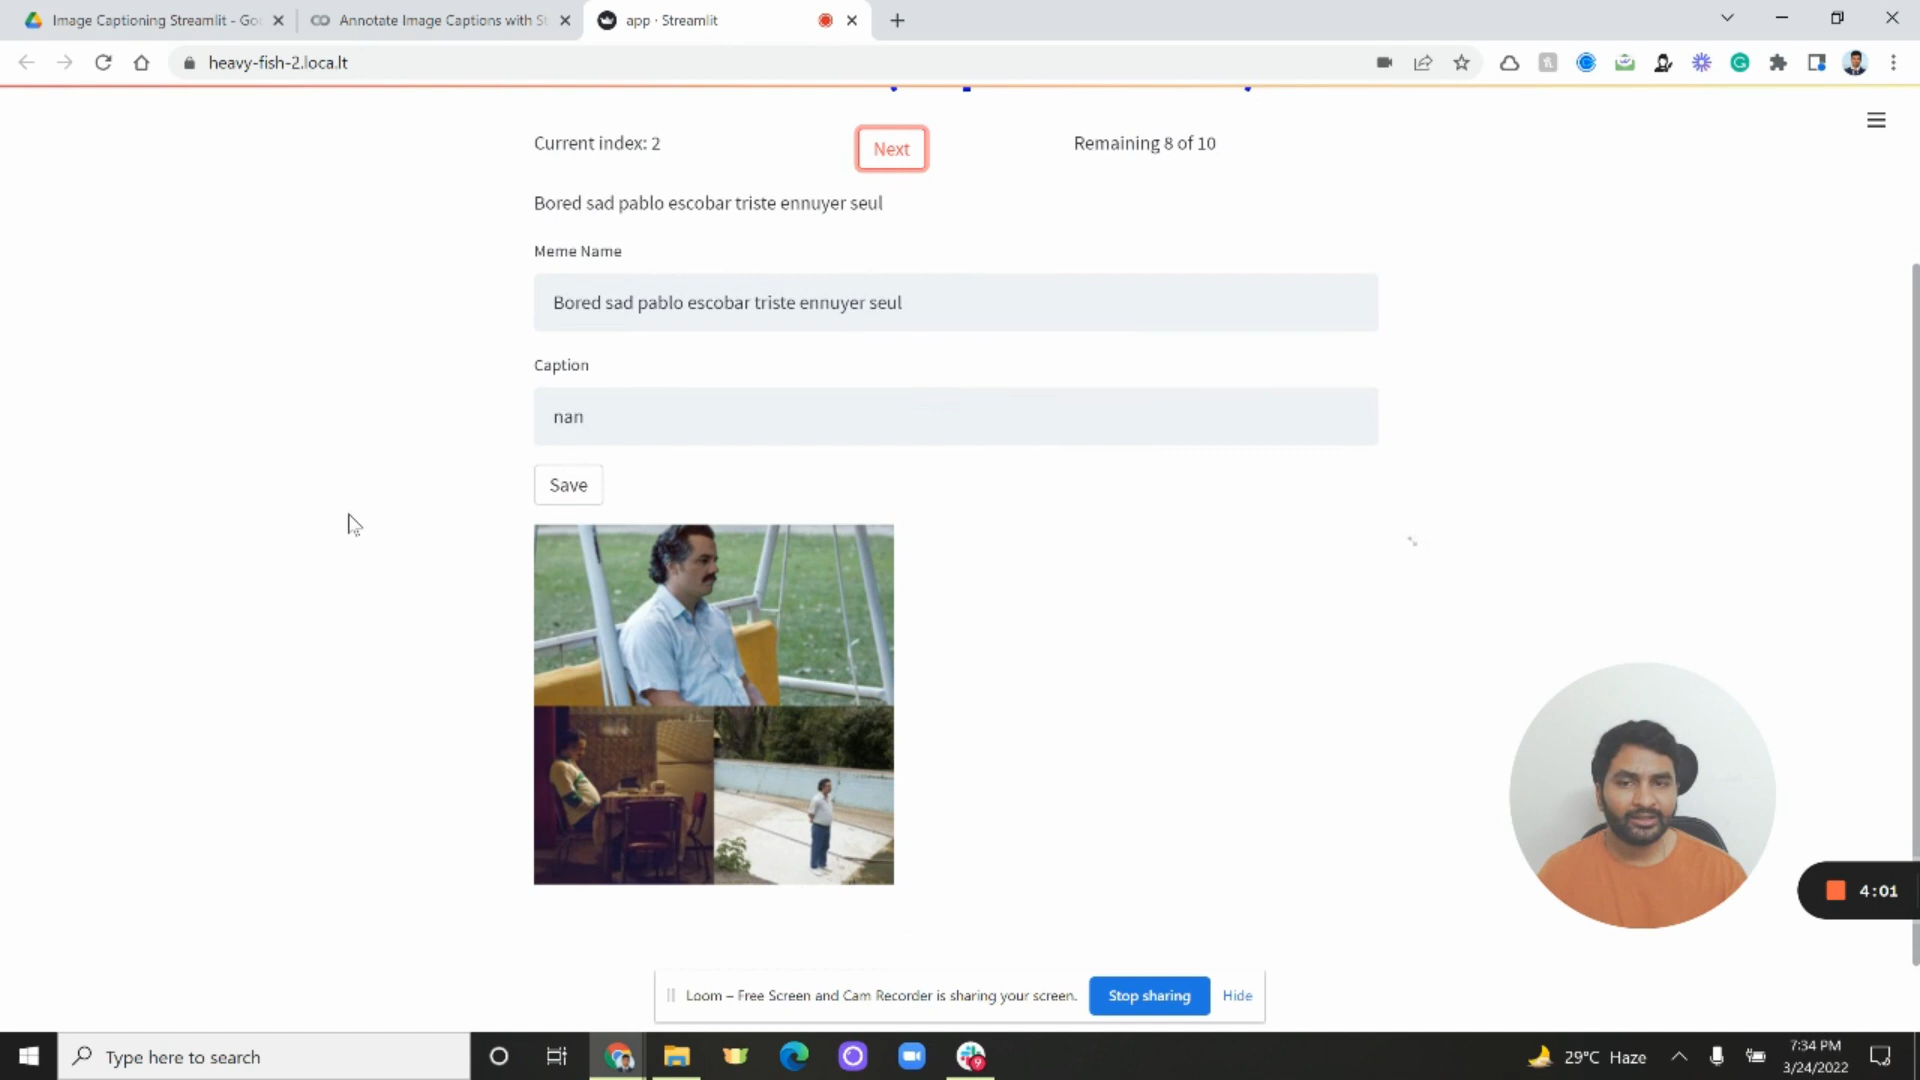 Image Captioning Streamlit - Goo
Annotate Image Captions with St
app · Streamlit
heavy-fish-2.loca.lt
Current index: 2
Next
Remaining 8 of 10
Bored sad pablo escobar triste ennuyer seul
Meme Name
Bored sad pablo escobar triste ennuyer seul
Caption
nan
Save
4:01
Loom – Free Screen and Cam Recorder is sharing your screen.
Stop sharing
Hide
Type here to search
9
29°C Haze
7:34 PM
3/24/2022